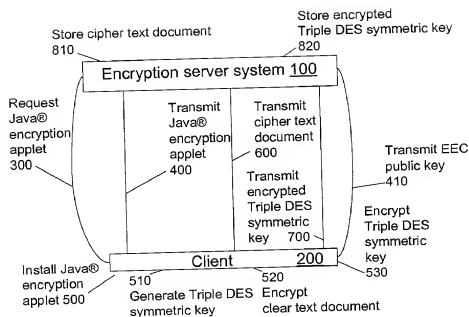 Store cipher text document
810
Store encrypted
Triple DES symmetric key
820
Encryption server system 100
Request
Java®
encryption
applet
300
Transmit
Java®
encryption
applet
400
Transmit
cipher text
document
600
Transmit EEC
public key
410
Transmit
encrypted
Triple DES
symmetric
key 700
Encrypt
Triple DES
symmetric
key
530
Client 200
Install Java®
encryption
applet 500
510
Generate Triple DES
symmetric key
520
Encrypt
clear text document